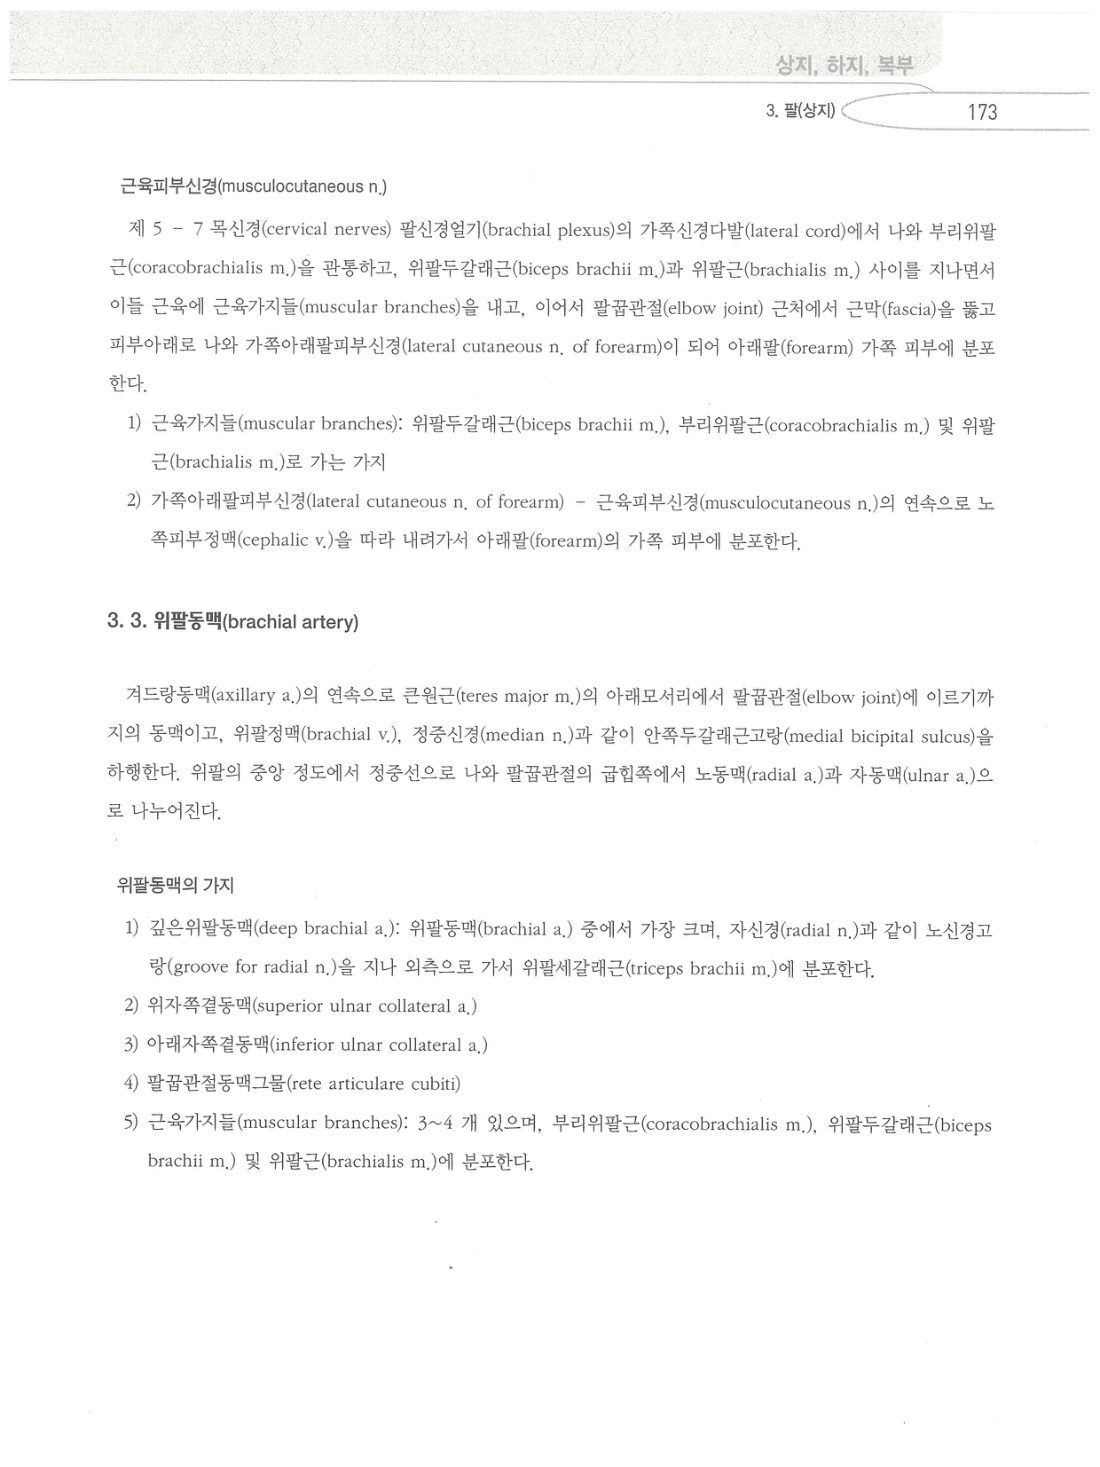 상지, 하지, 복부
3. 팔(상지)
173
근육피부신경(musculocutaneous n.)
제 5 - 7 목신경(cervical nerves) 팔신경얼기(brachial plexus)의 가쪽신경다발(lateral cord)에서 나와 부리위팔
근(coracobrachialis m.)을 관통하고, 위팔두갈래근(biceps brachii m.)과 위팔근(brachialis m.) 사이를 지나면서
이들 근육에 근육가지들(muscular branches)을 내고, 이어서 팔꿉관절(elbow joint) 근처에서 근막(fascia)을 뚫고
피부아래로 나와 가쪽아래팔피부신경(lateral cutaneous n. of forearm)이 되어 아래팔(forearm) 가쪽 피부에 분포
한다.
1) 근육가지들(muscular branches): 위팔두갈래근(biceps brachii m.), 부리위팔근(coracobrachialis m.) 및 위팔
근(brachialis m.)로 가는 가지
2) 가쪽아래팔피부신경(lateral cutaneous n. of forearm) - 근육피부신경(musculocutaneous n.)의 연속으로 노
쪽피부정맥(cephalic v.)을 따라 내려가서 아래팔(forearm)의 가쪽 피부에 분포한다.
3. 3. 위팔동맥(brachial artery)
겨드랑동맥(axillary a.)의 연속으로 큰원근(teres major m.)의 아래모서리에서 팔꿉관절(elbow joint)에 이르기까
지의 동맥이고, 위팔정맥(brachial v.), 정중신경(median n.)과 같이 안쪽두갈래근고랑(medial bicipital sulcus)을
하행한다. 위팔의 중앙 정도에서 정중선으로 나와 팔꿉관절의 굽힘쪽에서 노동맥(radial a.)과 자동맥(ulnar a.)으
로 나누어진다.
위팔동맥의 가지
1) 깊은위팔동맥(deep brachial a.): 위팔동맥(brachial a.) 중에서 가장 크며, 자신경(radial n.)과 같이 노신경고
랑(groove for radial n.)을 지나 외측으로 가서 위팔세갈래근(triceps brachii m.)에 분포한다.
2) 위자쪽곁동맥(superior ulnar collateral a.)
3) 아래자쪽곁동맥(inferior ulnar collateral a.)
4) 팔꿉관절동맥그물(rete articulare cubiti)
5) 근육가지들(muscular branches): 3~4 개 있으며, 부리위팔근(coracobrachialis m.), 위팔두갈래근(biceps
brachii m.) 및 위팔근(brachialis m.)에 분포한다.